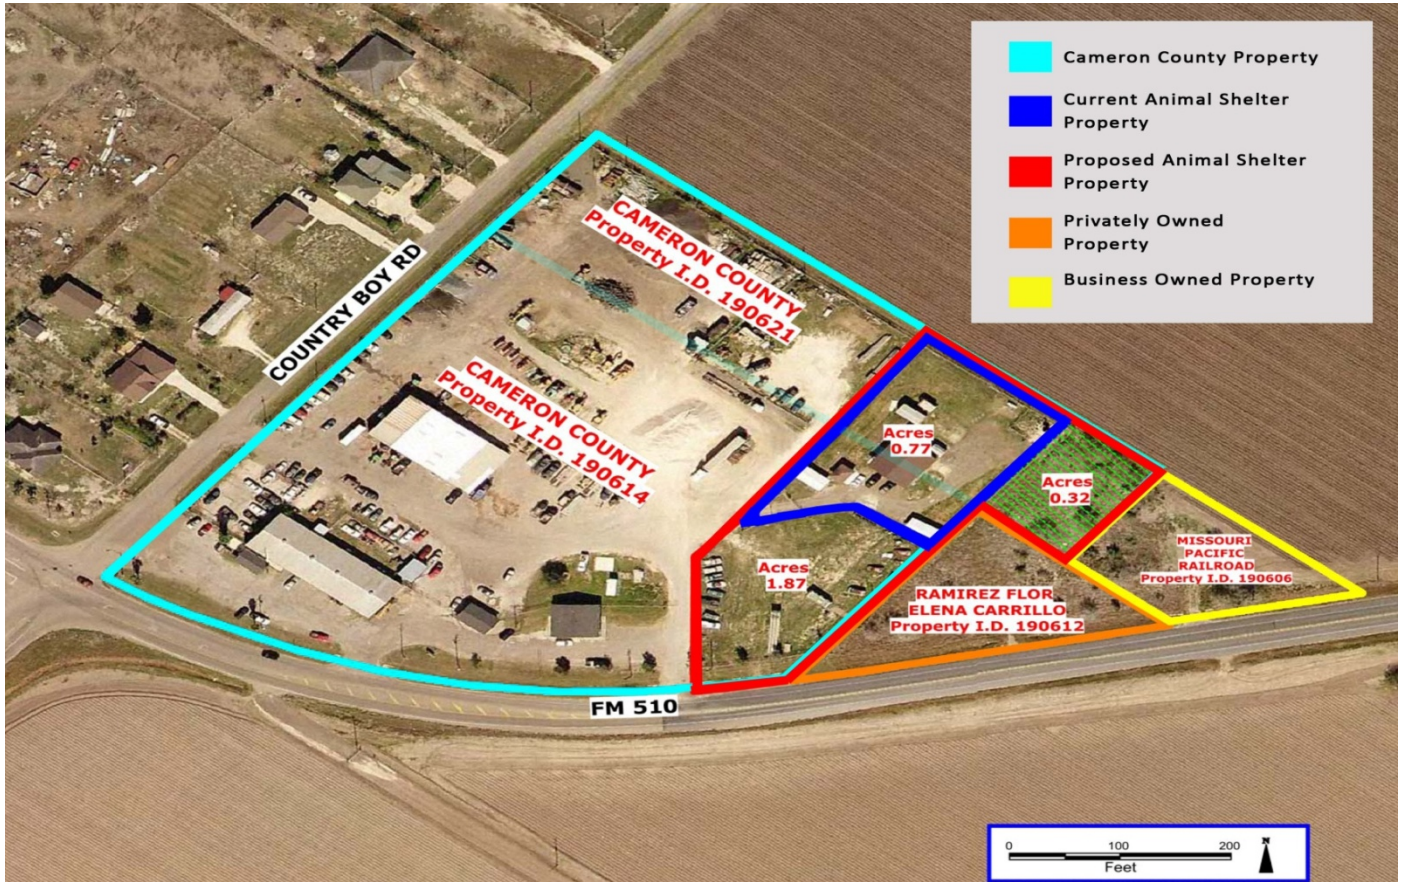 Cameron County Property
Current Animal Shelter
Property
Proposed Animal Shelter
Property
Privately Owned
Property
Business Owned Property
COUNTRY BOY RD
CAMERON COUNTY
Property I.D. 190621
CAMERON COUNTY
Property I.D. 190614
Acres
0.77
Acres
0.32
Acres
1.87
MISSOURI
PACIFIC
RAILROAD
Property I.D. 190606
RAMIREZ FLOR
ELENA CARRILLO
Property I.D. 190612
FM 510
0 100 200
Feet
N